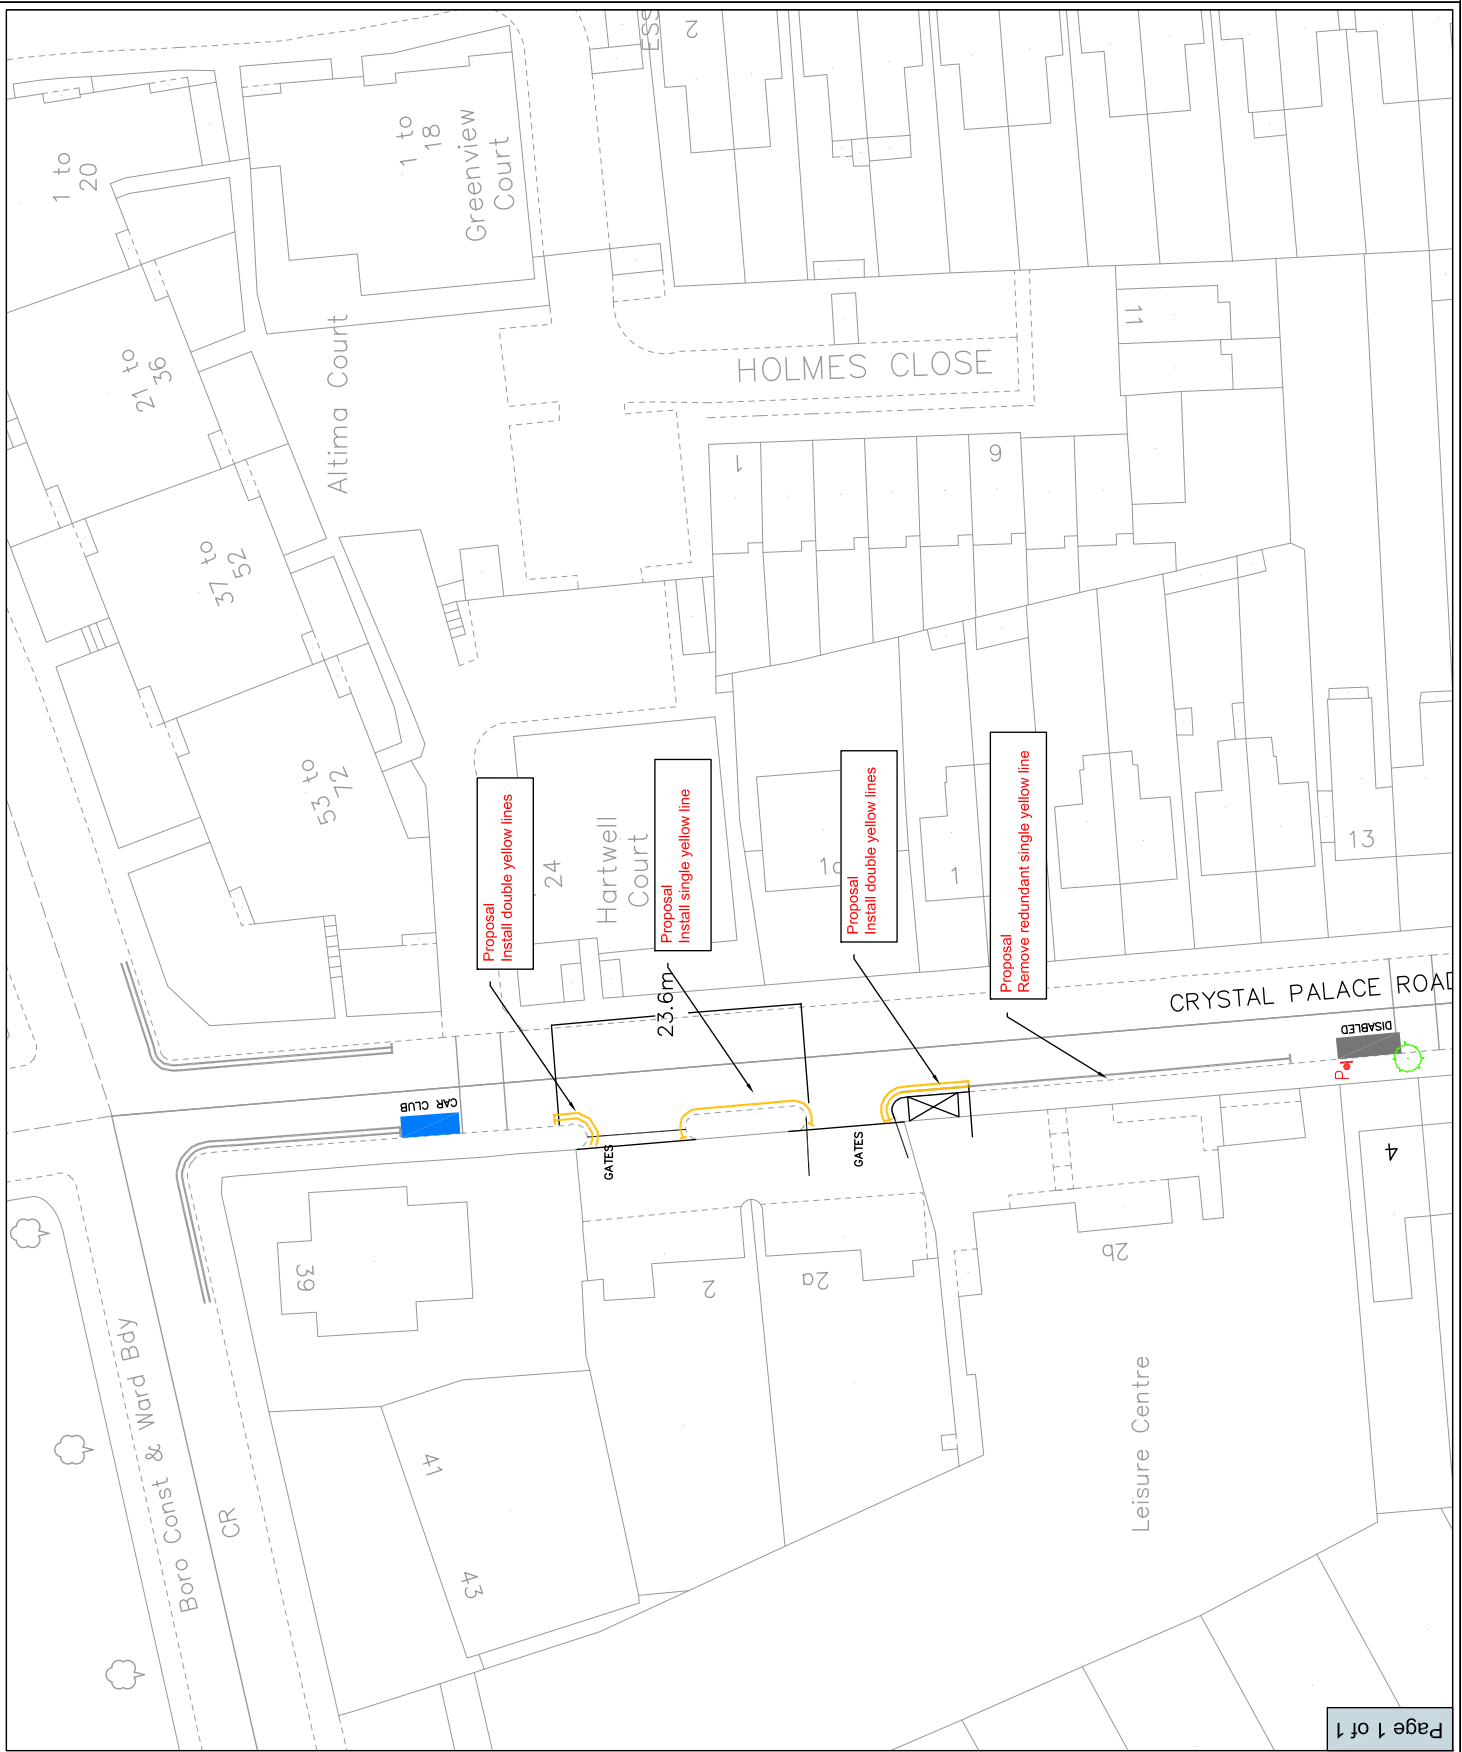 ESS
2
1 to
20
1 to
18
Greenview
Court
21 to
36
Altima Court
HOLMES CLOSE
11
1
6
37 to
52
53 to
72
24
Hartwell
Court
1
13
Proposal
Install double yellow lines
Proposal
Install single yellow line
Proposal
Install double yellow lines
Proposal
Remove redundant single yellow line
23.6m
CRYSTAL PALACE ROAD
DISABLED
P
CAR CLUB
GATES
GATES
4
39
2
2a
2b
Boro Const & Ward Bdy
CR
41
43
Leisure Centre
Page 1 of 1